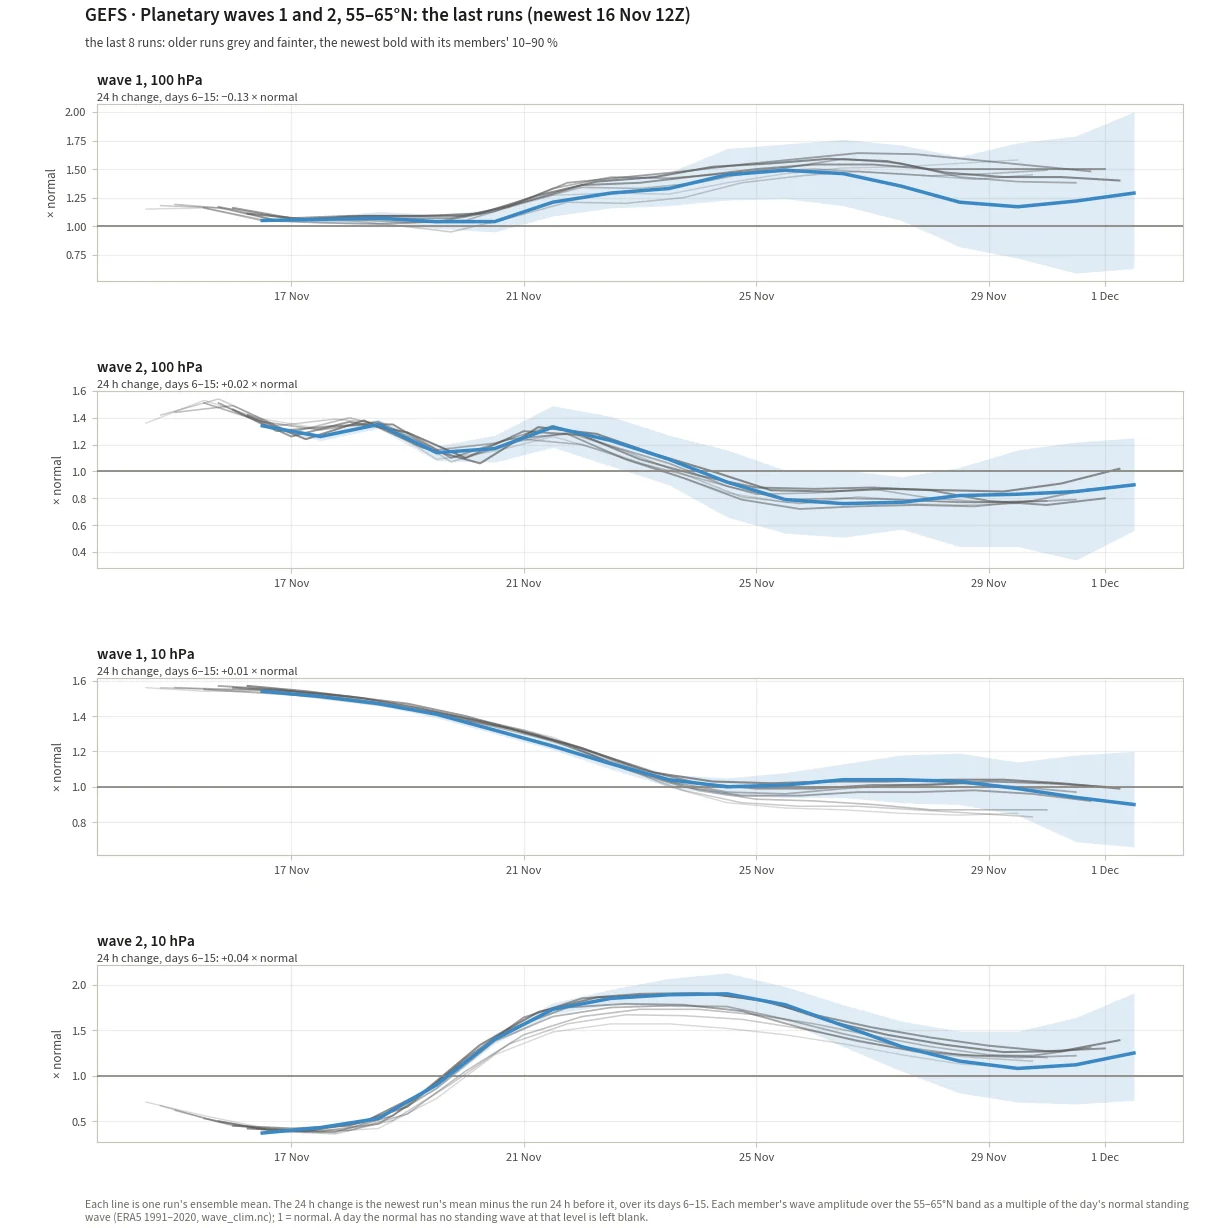 GEFS · Planetary waves 1 and 2, 55–65°N: the last runs (newest 16 Nov 12Z)
the last 8 runs: older runs grey and fainter, the newest bold with its members' 10–90 %
wave 1, 100 hPa
24 h change, days 6–15: −0.13 × normal
2.00
1.75
1.50
1.25
1.00
0.75
× normal
17 Nov
21 Nov
25 Nov
29 Nov
1 Dec
wave 2, 100 hPa
24 h change, days 6–15: +0.02 × normal
1.6
1.4
1.2
1.0
0.8
0.6
0.4
× normal
17 Nov
21 Nov
25 Nov
29 Nov
1 Dec
wave 1, 10 hPa
24 h change, days 6–15: +0.01 × normal
1.6
1.4
1.2
1.0
0.8
× normal
17 Nov
21 Nov
25 Nov
29 Nov
1 Dec
wave 2, 10 hPa
24 h change, days 6–15: +0.04 × normal
2.0
1.5
1.0
0.5
× normal
17 Nov
21 Nov
25 Nov
29 Nov
1 Dec
Each line is one run's ensemble mean. The 24 h change is the newest run's mean minus the run 24 h before it, over its days 6–15. Each member's wave amplitude over the 55–65°N band as a multiple of the day's normal standing
wave (ERA5 1991–2020, wave_clim.nc); 1 = normal. A day the normal has no standing wave at that level is left blank.